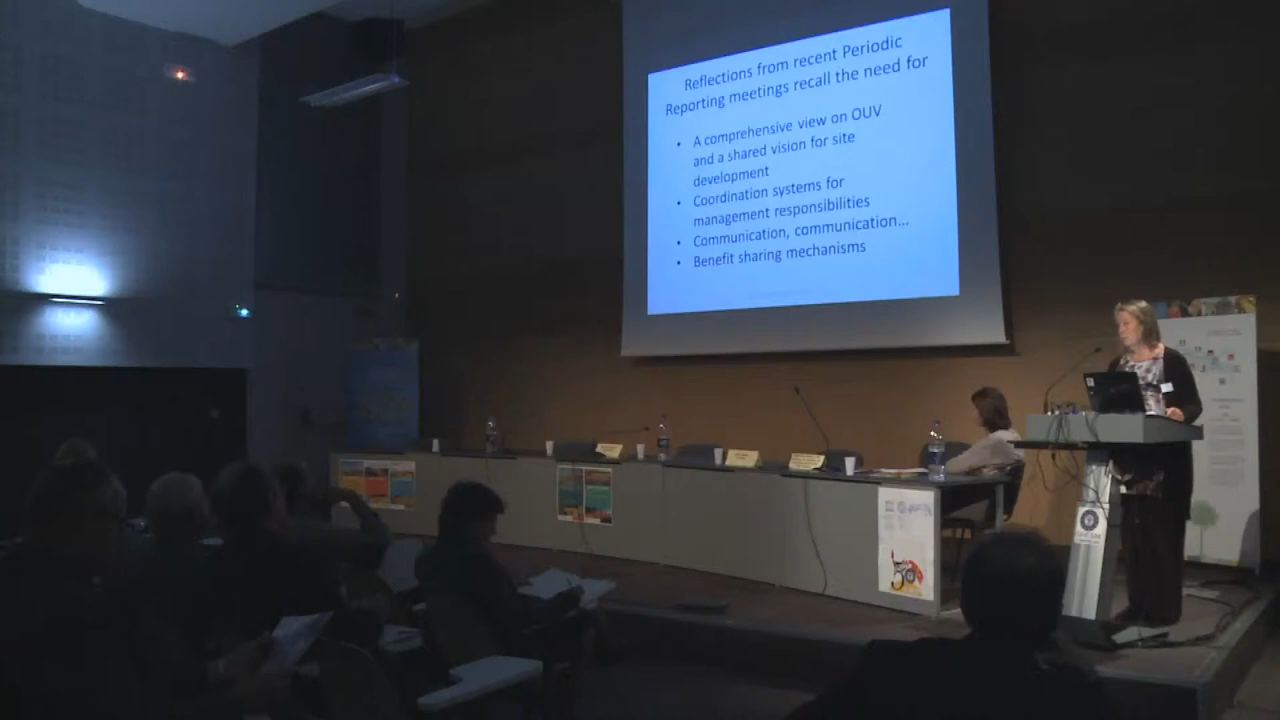 Reflections from recent Periodic
Reporting meetings recall the need for
• A comprehensive view on OUV
and a shared vision for site
development
• Coordination systems for
management responsibilities
• Communication, communication...
• Benefit sharing mechanisms